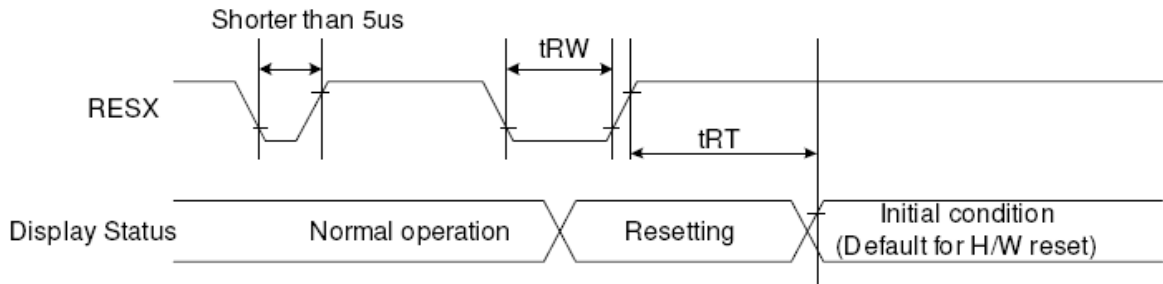 Shorter than 5us
tRW
RESX
tRT
Display Status
Normal operation
Resetting
Initial condition
(Default for H/W reset)